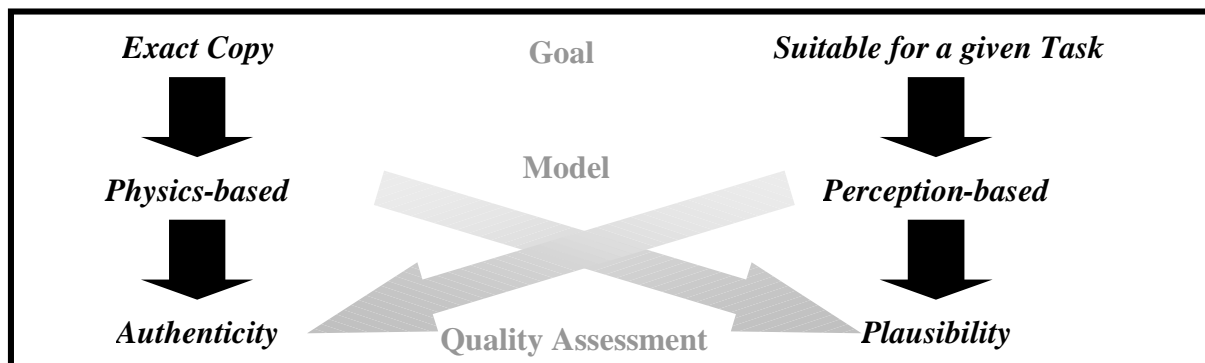 Exact Copy
Goal
Suitable for a given Task
Model
Physics-based
Perception-based
Authenticity
Quality Assessment
Plausibility